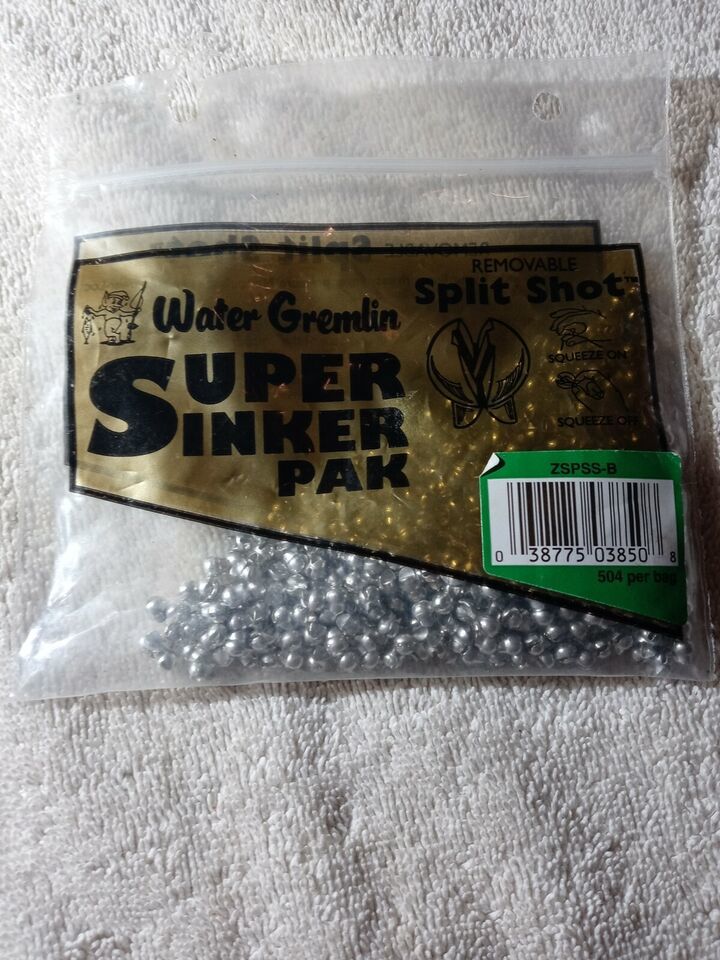 REMOVABLE
Split Shot™
Water Gremlin
SUPER
SINKER
PAK
SQUEEZE ON
SQUEEZE OFF
ZSPSS-B
0 38775 03850 8
504 per bag